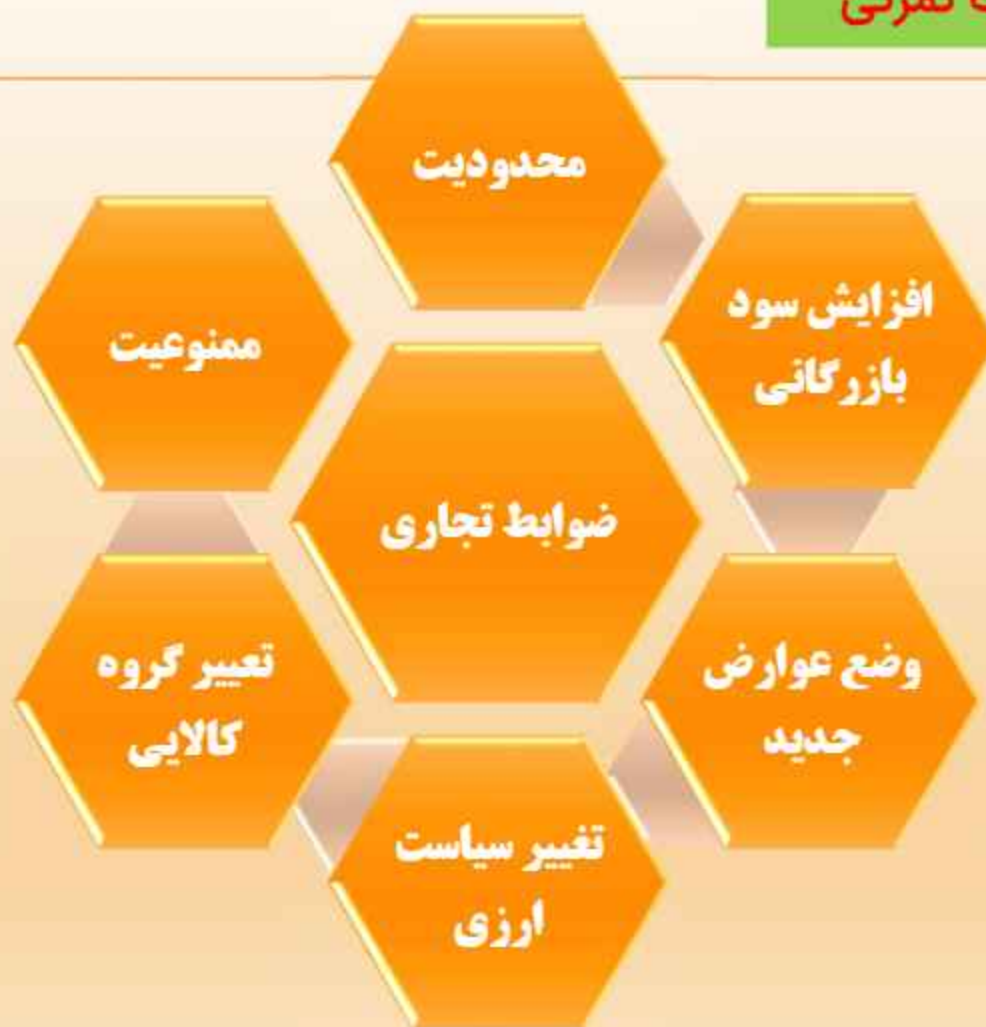 محدودیت
افزایش سود
بازرگانی
وضع عوارض
جدید
تغییر سیاست
ارزی
تعییر گروه
کالایی
ممنوعیت
ضوابط تجاری